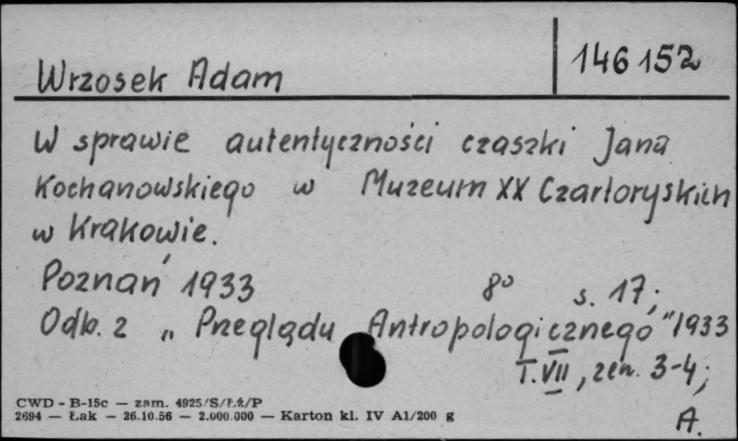 Wrzosek Adam
146152
W sprawie autentyczności czaszki Jana
Kochanowskiego w Muzeum XX Czartoryskich
w Krakowie.
Poznań 1933 8° s. 17;
Odb. z „Przeglądu Antropologicznego" 1933
T. VII, zesz. 3-4;
A.
CWD - B-15c — zam. 4925/S/Łż/P
2694 — Łak — 26.10.56 — 2.000.000 — Karton kl. IV A1/200 g